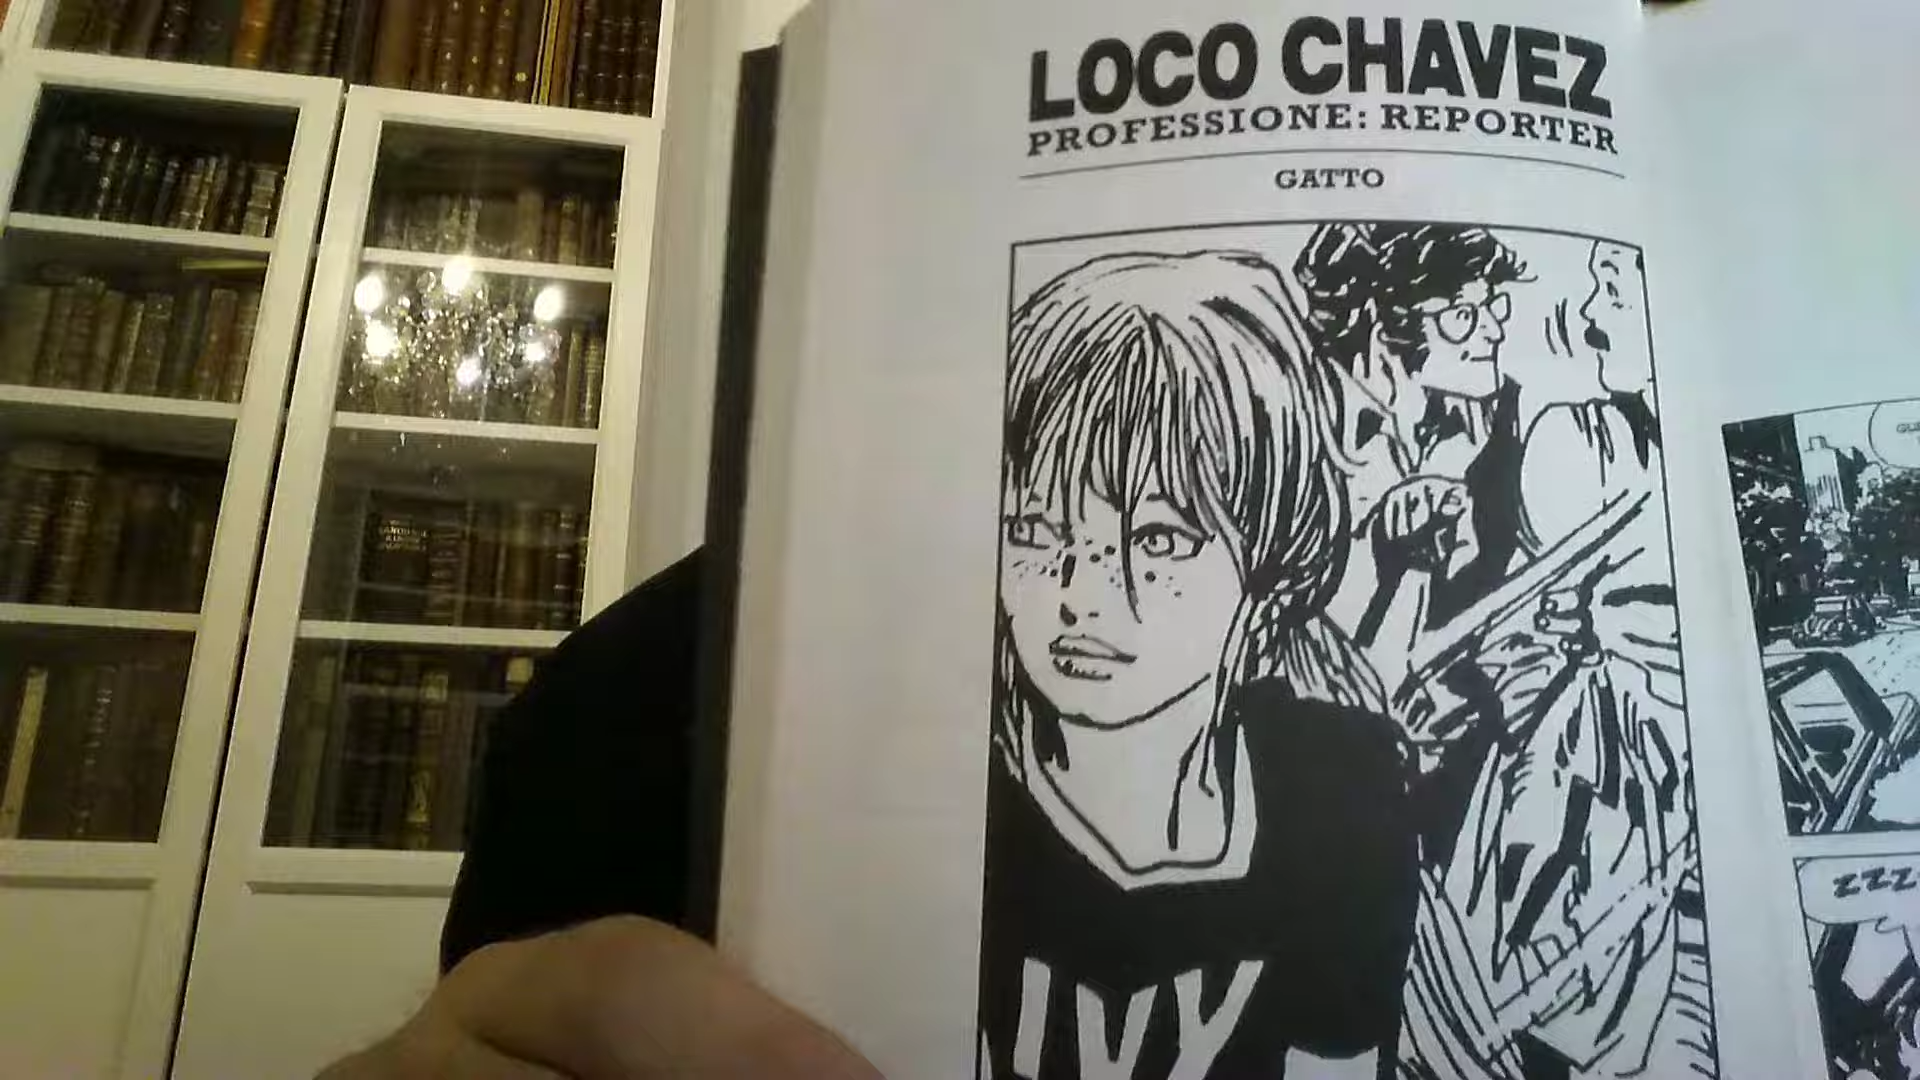 LOCO CHAVEZ
PROFESSIONE: REPORTER
GATTO
IVY
ZZZ